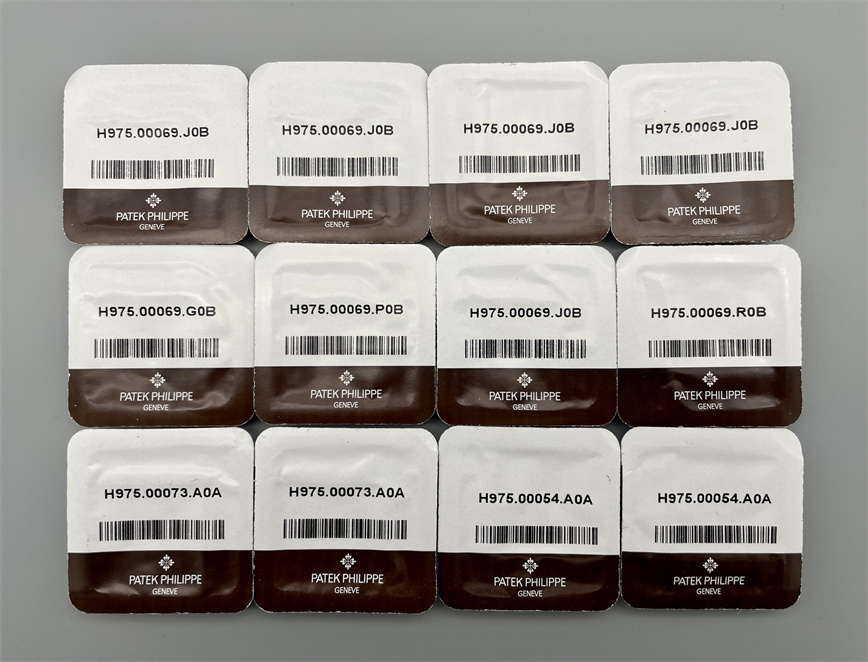 H975.00069.J0B
PATEK PHILIPPE
GENEVE
H975.00069.J0B
PATEK PHILIPPE
GENEVE
H975.00069.J0B
PATEK PHILIPPE
GENEVE
H975.00069.J0B
PATEK PHILIPPE
GENEVE
H975.00069.G0B
PATEK PHILIPPE
GENEVE
H975.00069.P0B
PATEK PHILIPPE
GENEVE
H975.00069.J0B
PATEK PHILIPPE
GENEVE
H975.00069.R0B
PATEK PHILIPPE
GENEVE
H975.00073.A0A
PATEK PHILIPPE
GENEVE
H975.00073.A0A
PATEK PHILIPPE
GENEVE
H975.00054.A0A
PATEK PHILIPPE
GENEVE
H975.00054.A0A
PATEK PHILIPPE
GENEVE